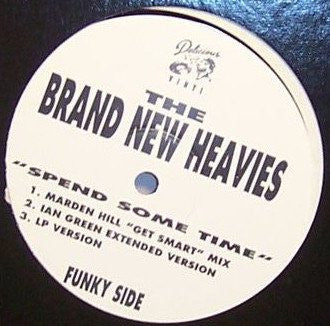 Delicious
VINYL
THE
BRAND NEW HEAVIES
"SPEND SOME TIME"
1. MARDEN HILL "GET SMART" MIX
2. IAN GREEN EXTENDED VERSION
3. LP VERSION
FUNKY SIDE